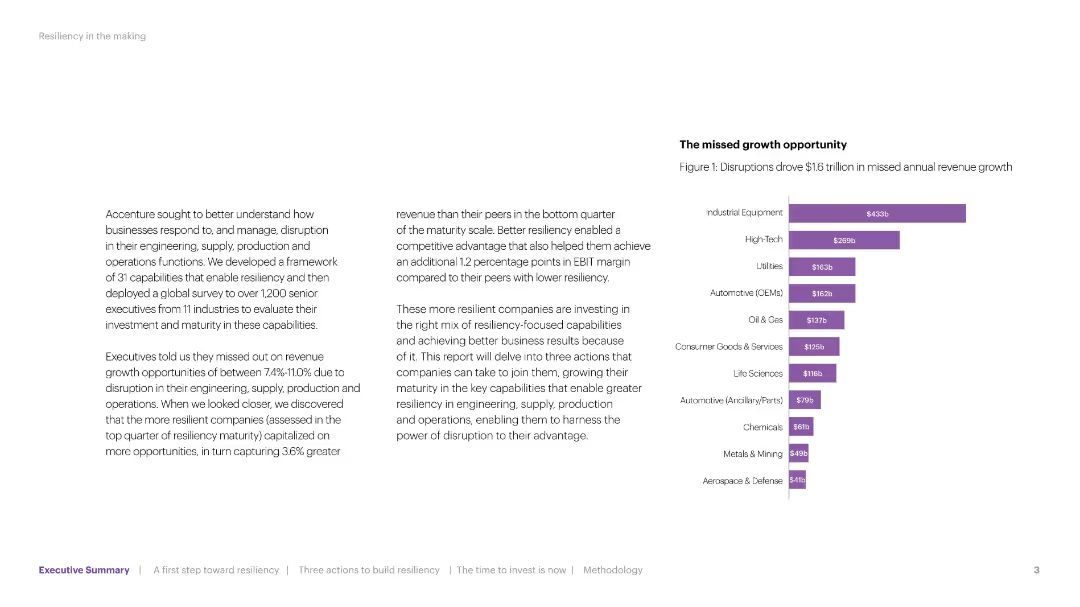 Resiliency in the making
Accenture sought to better understand how
businesses respond to, and manage, disruption
in their engineering, supply, production and
operations functions. We developed a framework
of 31 capabilities that enable resiliency and then
deployed a global survey to over 1,200 senior
executives from 11 industries to evaluate their
investment and maturity in these capabilities.
Executives told us they missed out on revenue
growth opportunities of between 7.4%-11.0% due to
disruption in their engineering, supply, production and
operations. When we looked closer, we discovered
that the more resilient companies (assessed in the
top quarter of resiliency maturity) capitalized on
more opportunities, in turn capturing 3.6% greater
revenue than their peers in the bottom quarter
of the maturity scale. Better resiliency enabled a
competitive advantage that also helped them achieve
an additional 1.2 percentage points in EBIT margin
compared to their peers with lower resiliency.
These more resilient companies are investing in
the right mix of resiliency-focused capabilities
and achieving better business results because
of it. This report will delve into three actions that
companies can take to join them, growing their
maturity in the key capabilities that enable greater
resiliency in engineering, supply, production
and operations, enabling them to harness the
power of disruption to their advantage.
The missed growth opportunity
Figure 1: Disruptions drove $1.6 trillion in missed annual revenue growth
Industrial Equipment $433b
High-Tech $269b
Utilities $163b
Automotive (OEMs) $162b
Oil & Gas $137b
Consumer Goods & Services $125b
Life Sciences $116b
Automotive (Ancillary/Parts) $79b
Chemicals $61b
Metals & Mining $49b
Aerospace & Defense $41b
Executive Summary | A first step toward resiliency | Three actions to build resiliency | The time to invest is now | Methodology
3